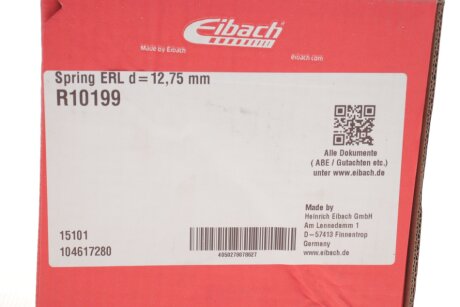 Eibach
Made by Eibach
eibach.com
Spring ERL d=12,75 mm
R10199
Alle Dokumente
( ABE / Gutachten etc.)
unter www.eibach.de
Made by
Heinrich Eibach GmbH
Am Lennedamm 1
D–57413 Finnentrop
Germany
www.eibach.de
15101
104617280
4050278678627